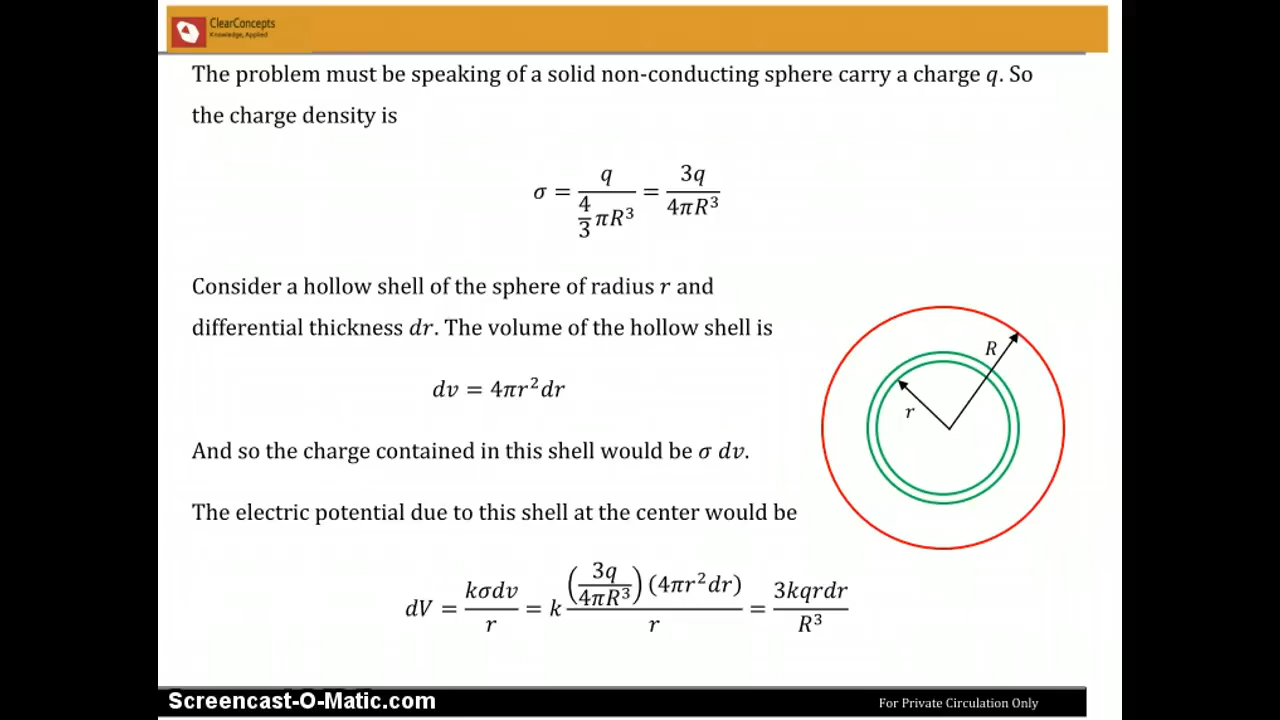 ClearConcepts
Knowledge, Applied
The problem must be speaking of a solid non-conducting sphere carry a charge q. So
the charge density is
σ = q / (4/3 πR³) = 3q / 4πR³
Consider a hollow shell of the sphere of radius r and
differential thickness dr. The volume of the hollow shell is
R
dv = 4πr²dr
r
And so the charge contained in this shell would be σ dv.
The electric potential due to this shell at the center would be
dV = kσdv / r = k (3q / 4πR³) (4πr²dr) / r = 3kqrdr / R³
Screencast-O-Matic.com
For Private Circulation Only